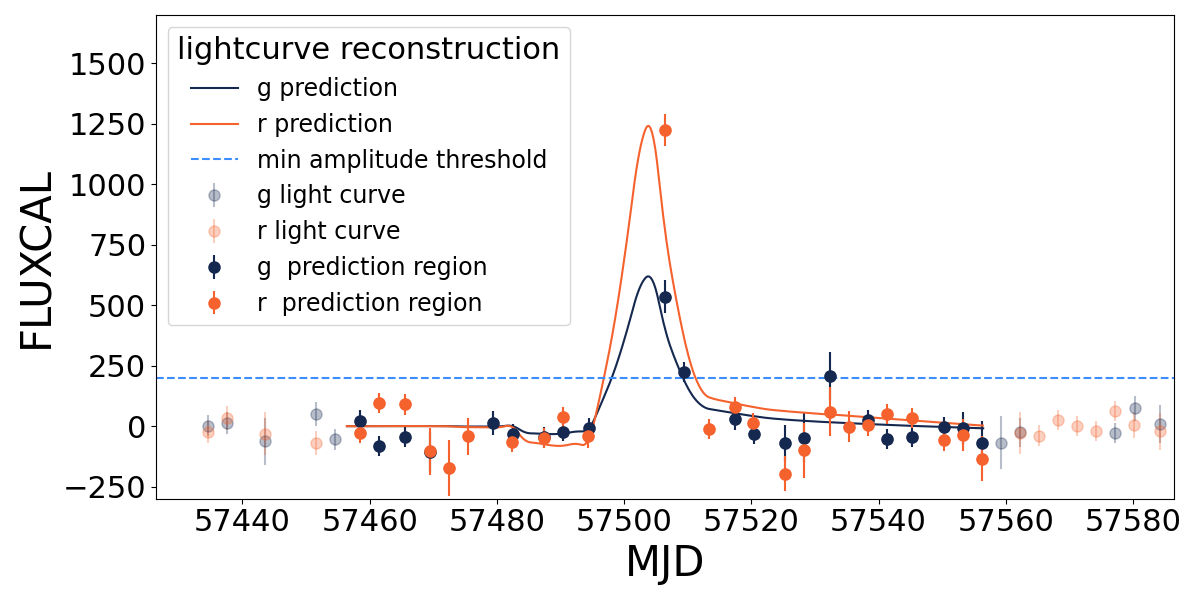 lightcurve reconstruction
g prediction
r prediction
min amplitude threshold
g light curve
r light curve
g  prediction region
r  prediction region
FLUXCAL
1500
1250
1000
750
500
250
0
−250
57440 57460 57480 57500 57520 57540 57560 57580
MJD